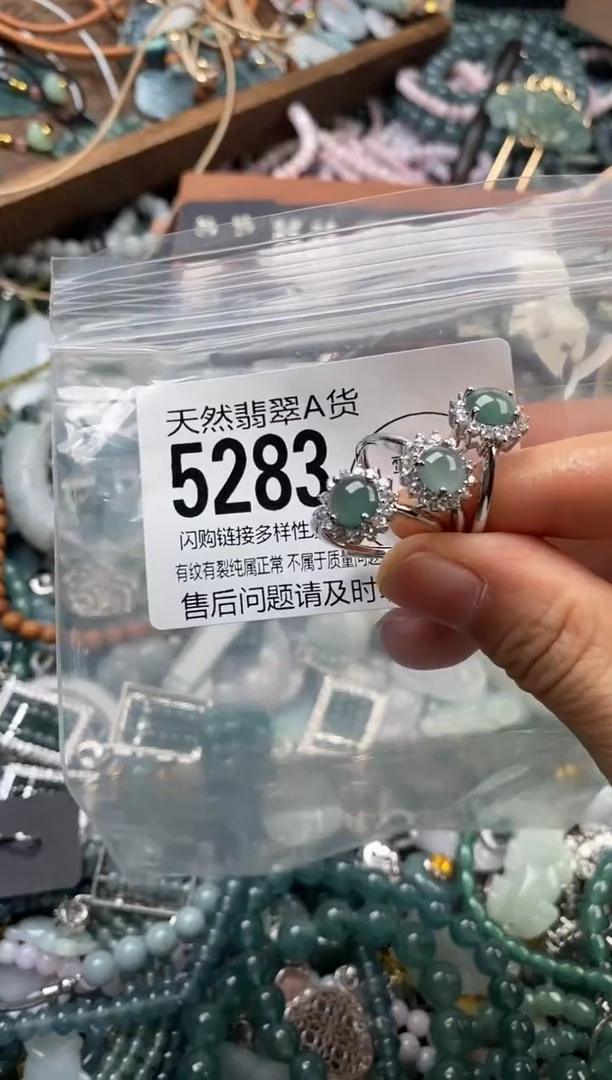 天然翡翠A货
5283
闪购链接多样性
有纹有裂纯属正常 不属于质量问题
售后问题请及时